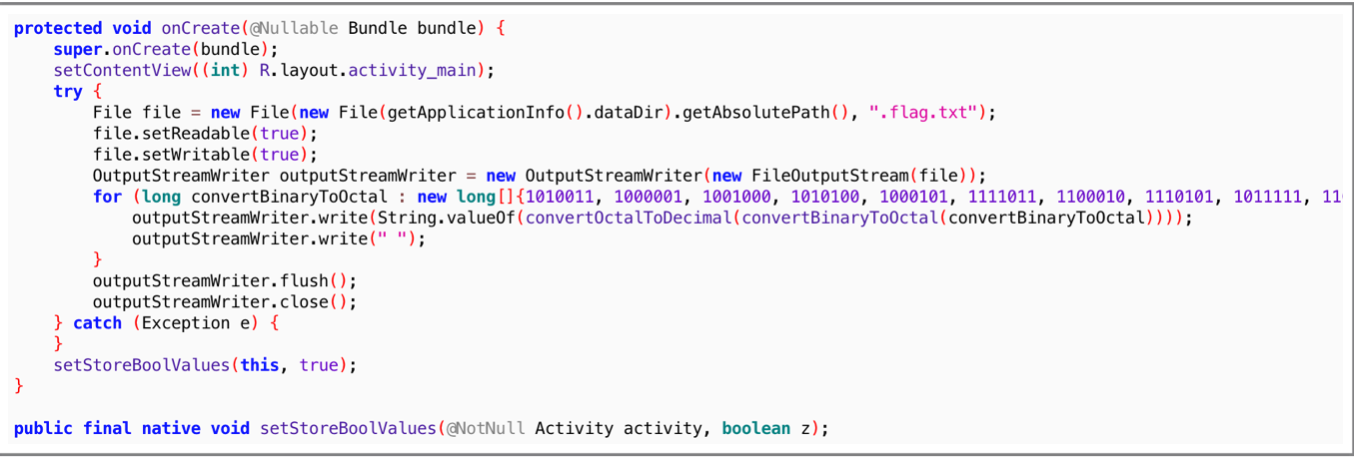 protected void onCreate(@Nullable Bundle bundle) {
    super.onCreate(bundle);
    setContentView((int) R.layout.activity_main);
    try {
        File file = new File(new File(getApplicationInfo().dataDir).getAbsolutePath(), ".flag.txt");
        file.setReadable(true);
        file.setWritable(true);
        OutputStreamWriter outputStreamWriter = new OutputStreamWriter(new FileOutputStream(file));
        for (long convertBinaryToOctal : new long[]{1010011, 1000001, 1001000, 1010100, 1000101, 1111011, 1100010, 1110101, 1011111, 11
            outputStreamWriter.write(String.valueOf(convertOctalToDecimal(convertBinaryToOctal(convertBinaryToOctal))));
            outputStreamWriter.write(" ");
        }
        outputStreamWriter.flush();
        outputStreamWriter.close();
    } catch (Exception e) {
    }
    setStoreBoolValues(this, true);
}

public final native void setStoreBoolValues(@NotNull Activity activity, boolean z);